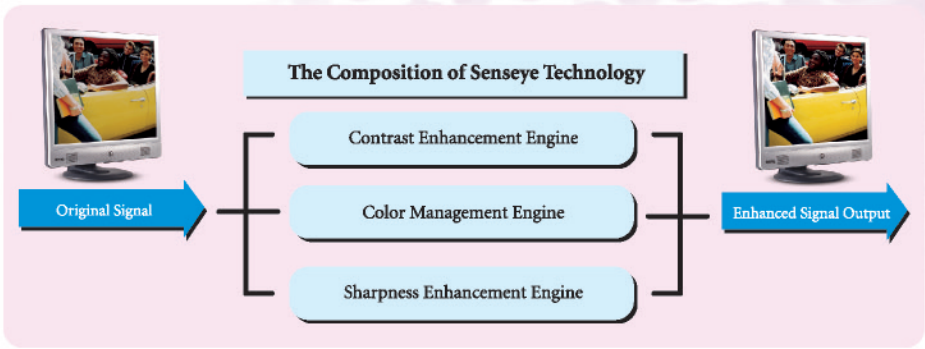 The Composition of Senseye Technology
Contrast Enhancement Engine
Original Signal
Color Management Engine
Enhanced Signal Output
Sharpness Enhancement Engine